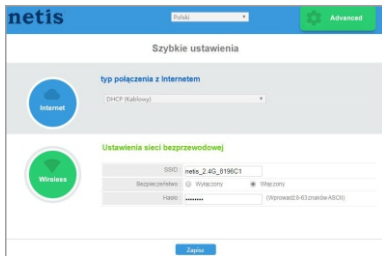 netis
Polski
Advanced
Szybkie ustawienia
typ połączenia z Internetem
Internet
DHCP (Kablowy)
Ustawienia sieci bezprzewodowej
Wireless
SSID: netis_2.4G_8196C1
Bezpieczeństwo: Wyłączony Włączony
Hasło: •••••••• (Wprowadź 8-63 znaków ASCII)
Zapisz